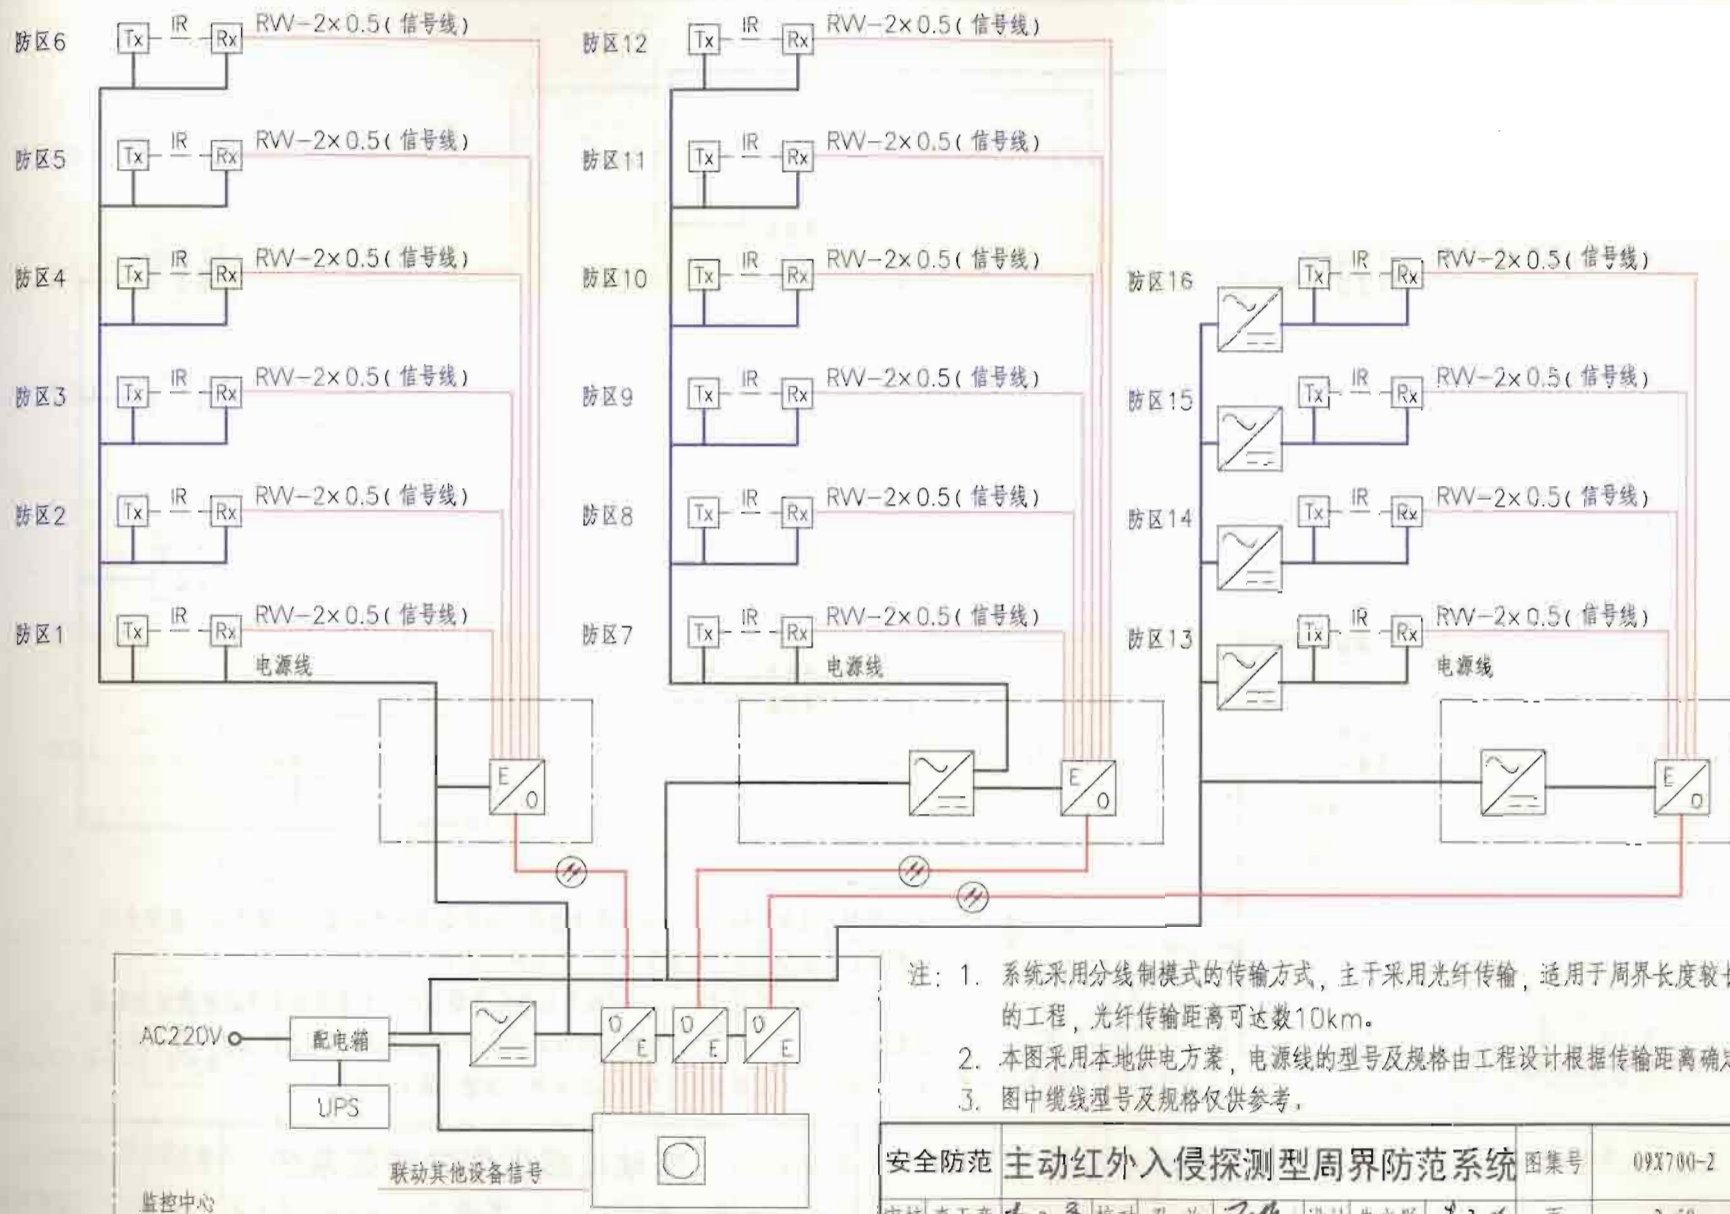 防区6 Tx IR Rx RVV-2×0.5(信号线)
防区5 Tx IR Rx RVV-2×0.5(信号线)
防区4 Tx IR Rx RVV-2×0.5(信号线)
防区3 Tx IR Rx RVV-2×0.5(信号线)
防区2 Tx IR Rx RVV-2×0.5(信号线)
防区1 Tx IR Rx RVV-2×0.5(信号线)
电源线
E/O
防区12 Tx IR Rx RVV-2×0.5(信号线)
防区11 Tx IR Rx RVV-2×0.5(信号线)
防区10 Tx IR Rx RVV-2×0.5(信号线)
防区9 Tx IR Rx RVV-2×0.5(信号线)
防区8 Tx IR Rx RVV-2×0.5(信号线)
防区7 Tx IR Rx RVV-2×0.5(信号线)
电源线
E/O
防区16 Tx IR Rx RVV-2×0.5(信号线)
防区15 Tx IR Rx RVV-2×0.5(信号线)
防区14 Tx IR Rx RVV-2×0.5(信号线)
防区13 Tx IR Rx RVV-2×0.5(信号线)
电源线
E/O
AC220V 配电箱 O/E O/E O/E
UPS
联动其他设备信号
监控中心
注: 1. 系统采用分线制模式的传输方式, 主干采用光纤传输, 适用于周界长度较长
的工程, 光纤传输距离可达数10km。
2. 本图采用本地供电方案, 电源线的型号及规格由工程设计根据传输距离确定
3. 图中缆线型号及规格仅供参考。
安全防范 主动红外入侵探测型周界防范系统 图集号 09X700-2